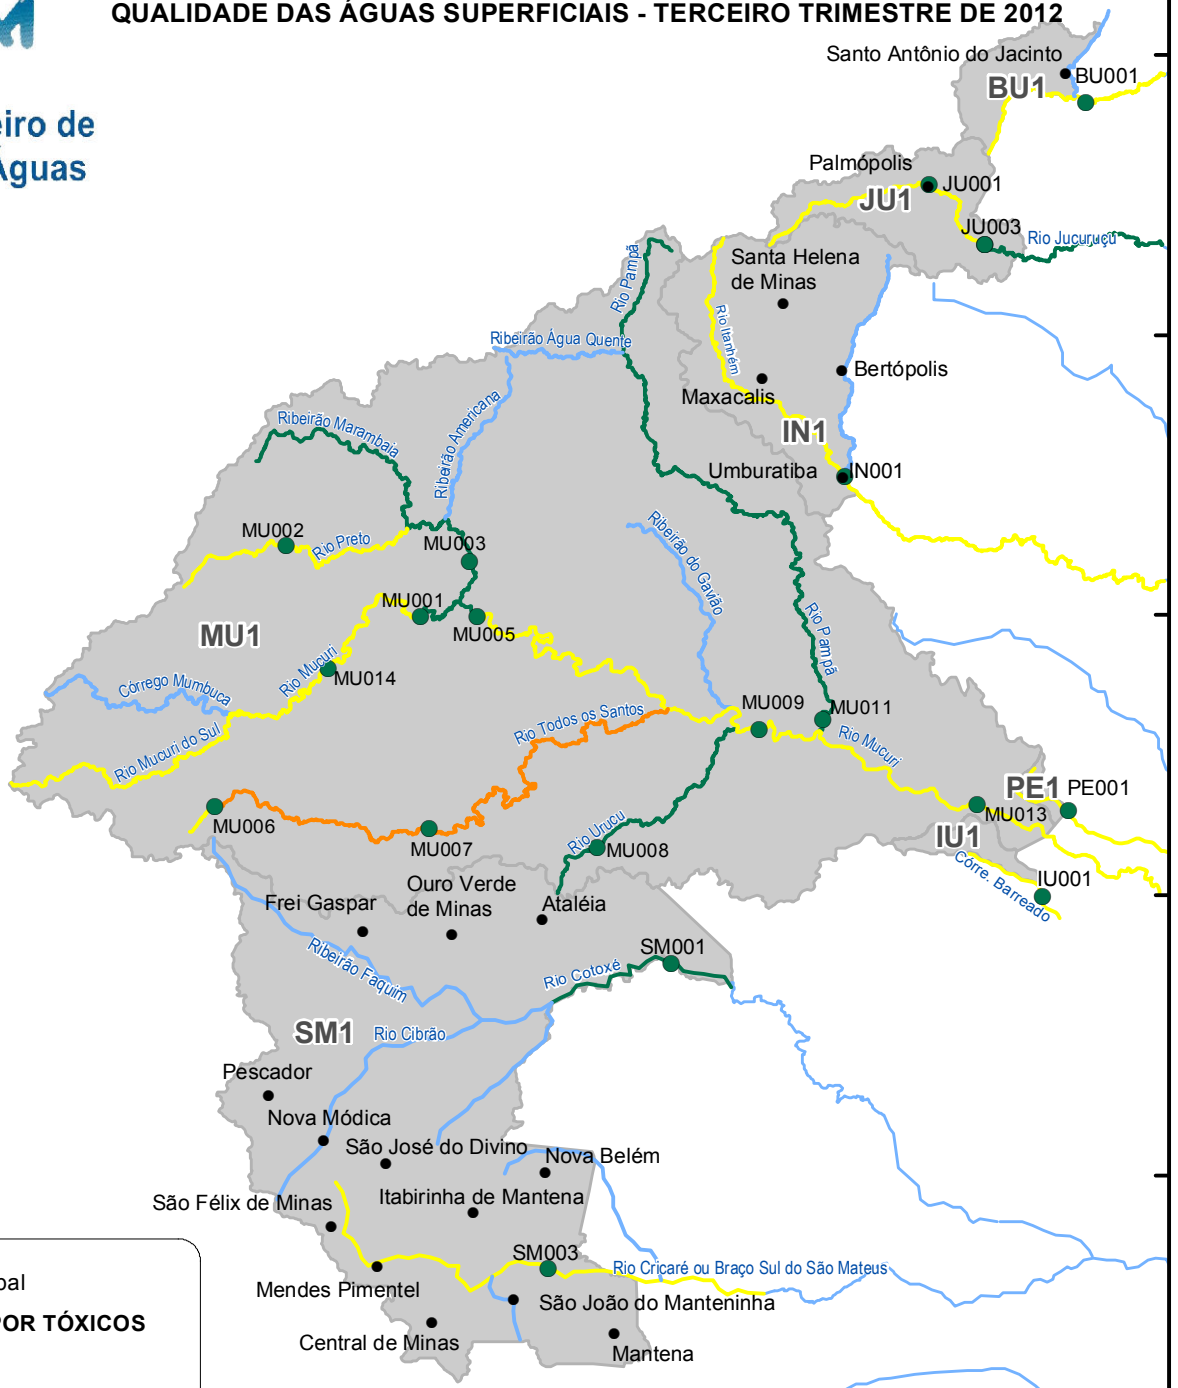 QUALIDADE DAS ÁGUAS SUPERFICIAIS - TERCEIRO TRIMESTRE DE 2012
eiro de
Águas
Santo Antônio do Jacinto
BU001
BU1
Palmópolis
JU001
JU1
JU003
Rio Jucuruçu
Santa Helena
de Minas
Rio Pampã
Rio Itanhém
Ribeirão Água Quente
Bertópolis
Maxacalis
Ribeirão Americana
Ribeirão Marambaia
IN1
Umburatiba
IN001
MU002
Rio Preto
MU003
Ribeirão do Gavião
MU001
MU005
Rio Pampã
MU1
Rio Mucuri
MU014
Córrego Mumbuca
Rio Mucuri do Sul
Rio Todos os Santos
MU009
MU011
Rio Mucuri
PE1
PE001
MU013
MU006
MU007
Rio Urucu
MU008
IU1
Córre. Barreado
IU001
Ouro Verde
de Minas
Frei Gaspar
Ataléia
SM001
Ribeirão Faquim
Rio Cotoxé
SM1
Rio Cibrão
Pescador
Nova Módica
São José do Divino
Nova Belém
São Félix de Minas
Itabirinha de Mantena
SM003
Rio Cricaré ou Braço Sul do São Mateus
Mendes Pimentel
São João do Manteninha
Central de Minas
Mantena
pal
POR TÓXICOS